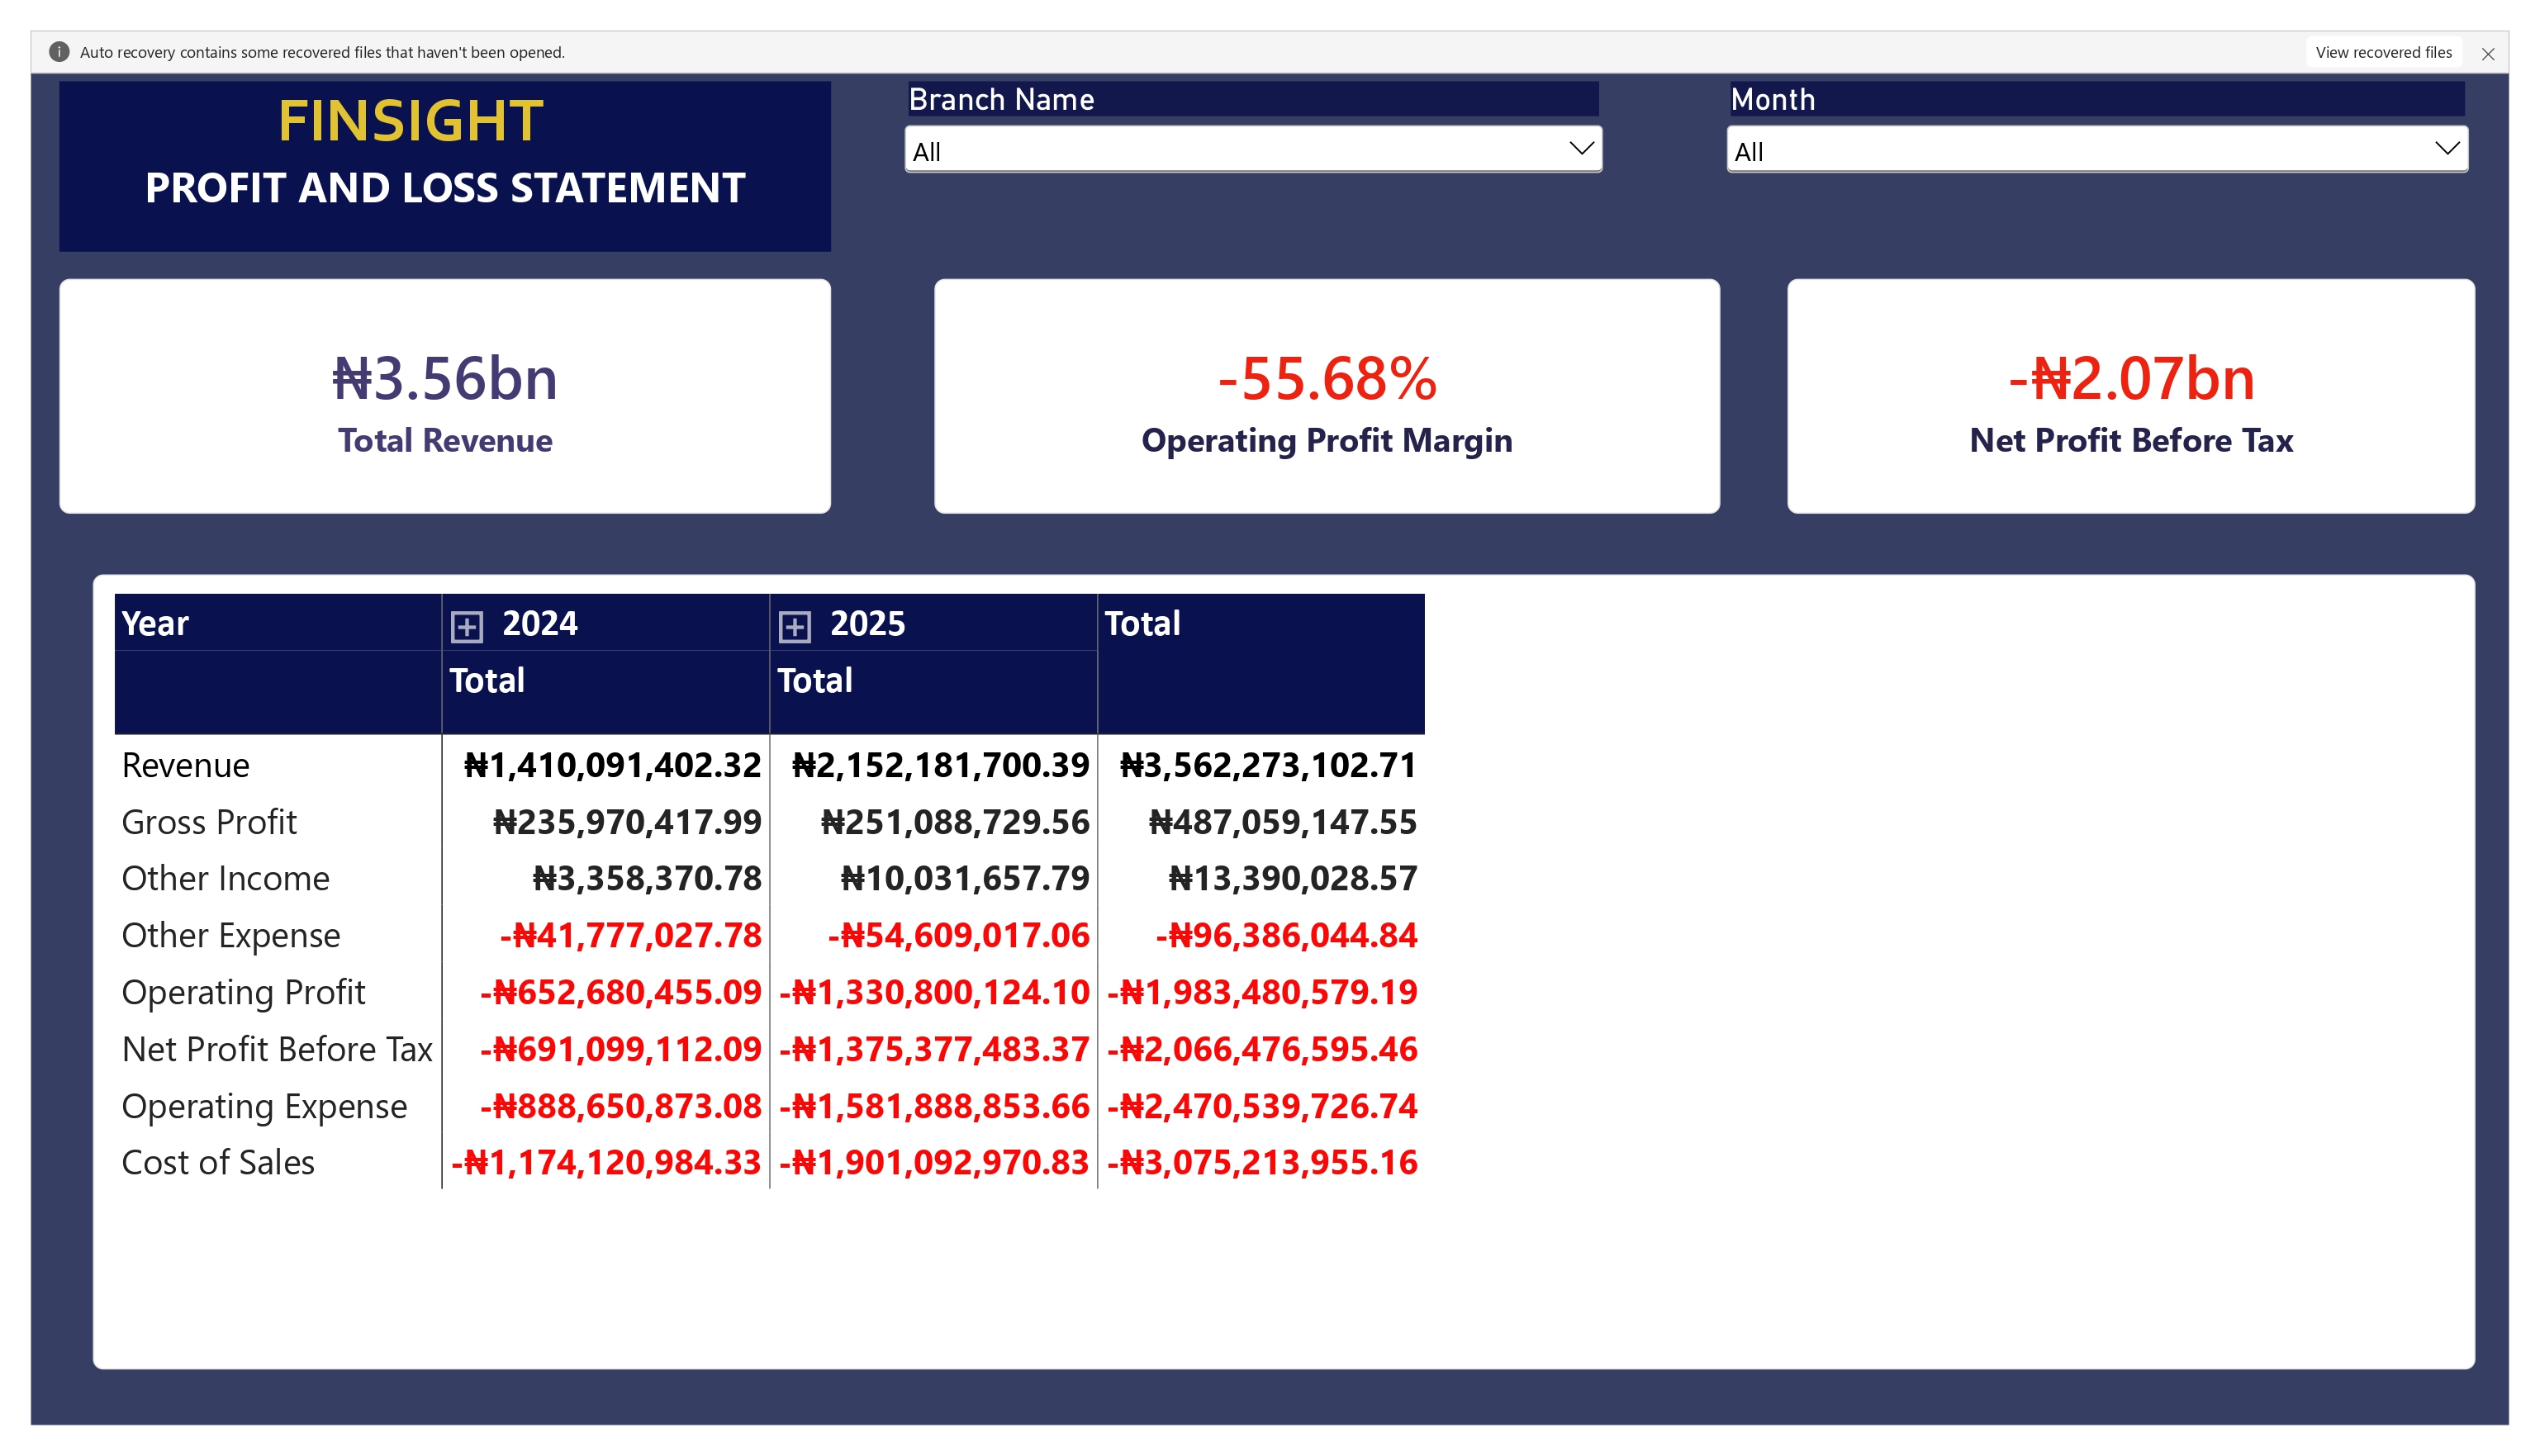 Auto recovery contains some recovered files that haven't been opened.
View recovered files
FINSIGHT
PROFIT AND LOSS STATEMENT
Branch Name
All
Month
All
₦3.56bn
Total Revenue
-55.68%
Operating Profit Margin
-₦2.07bn
Net Profit Before Tax
Year 2024 2025 Total
Total Total
Revenue ₦1,410,091,402.32 ₦2,152,181,700.39 ₦3,562,273,102.71
Gross Profit ₦235,970,417.99 ₦251,088,729.56 ₦487,059,147.55
Other Income ₦3,358,370.78 ₦10,031,657.79 ₦13,390,028.57
Other Expense -₦41,777,027.78 -₦54,609,017.06 -₦96,386,044.84
Operating Profit -₦652,680,455.09 -₦1,330,800,124.10 -₦1,983,480,579.19
Net Profit Before Tax -₦691,099,112.09 -₦1,375,377,483.37 -₦2,066,476,595.46
Operating Expense -₦888,650,873.08 -₦1,581,888,853.66 -₦2,470,539,726.74
Cost of Sales -₦1,174,120,984.33 -₦1,901,092,970.83 -₦3,075,213,955.16